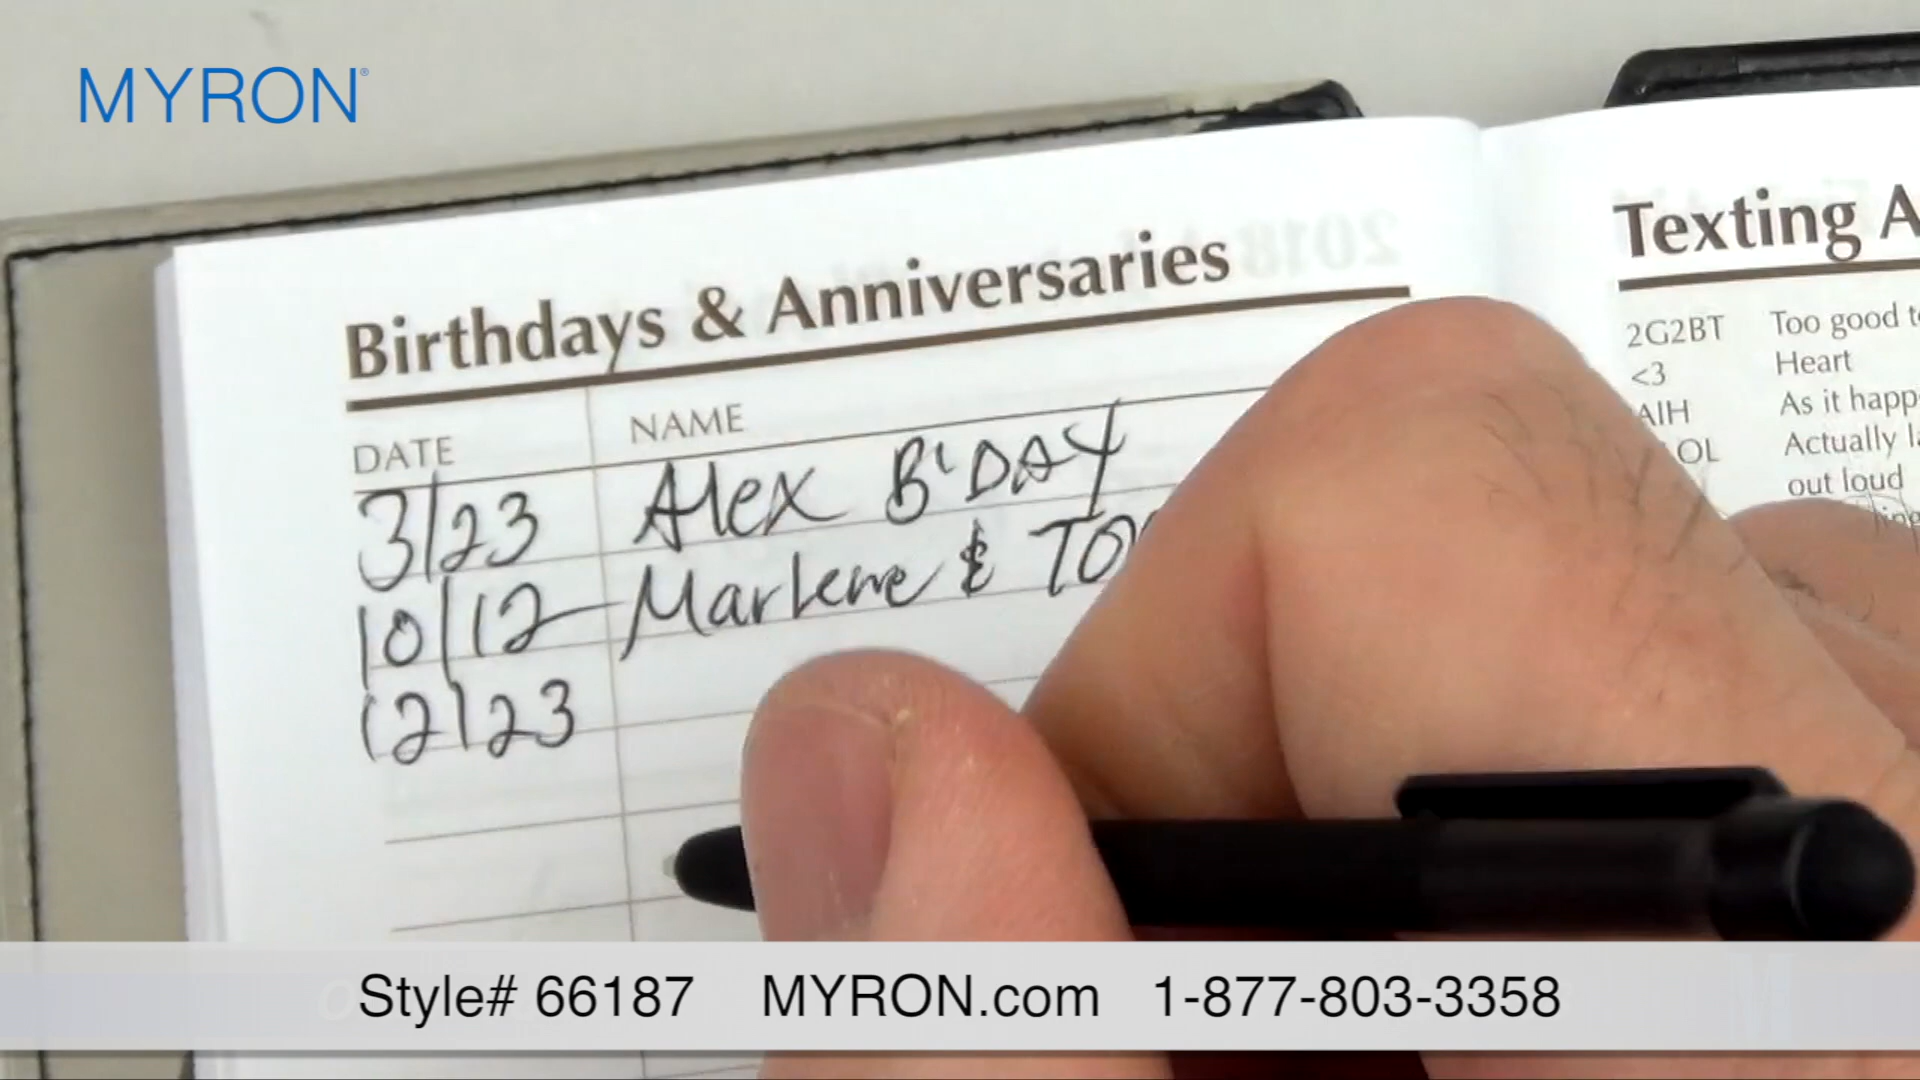 MYRON®
Birthdays & Anniversaries
DATE NAME
3/23 Alex B'DAY
10/12 Marlene &
12/23
Texting
2G2BT Too good
<3 Heart
AIH As it
Actually
out loud
Style# 66187 MYRON.com 1-877-803-3358